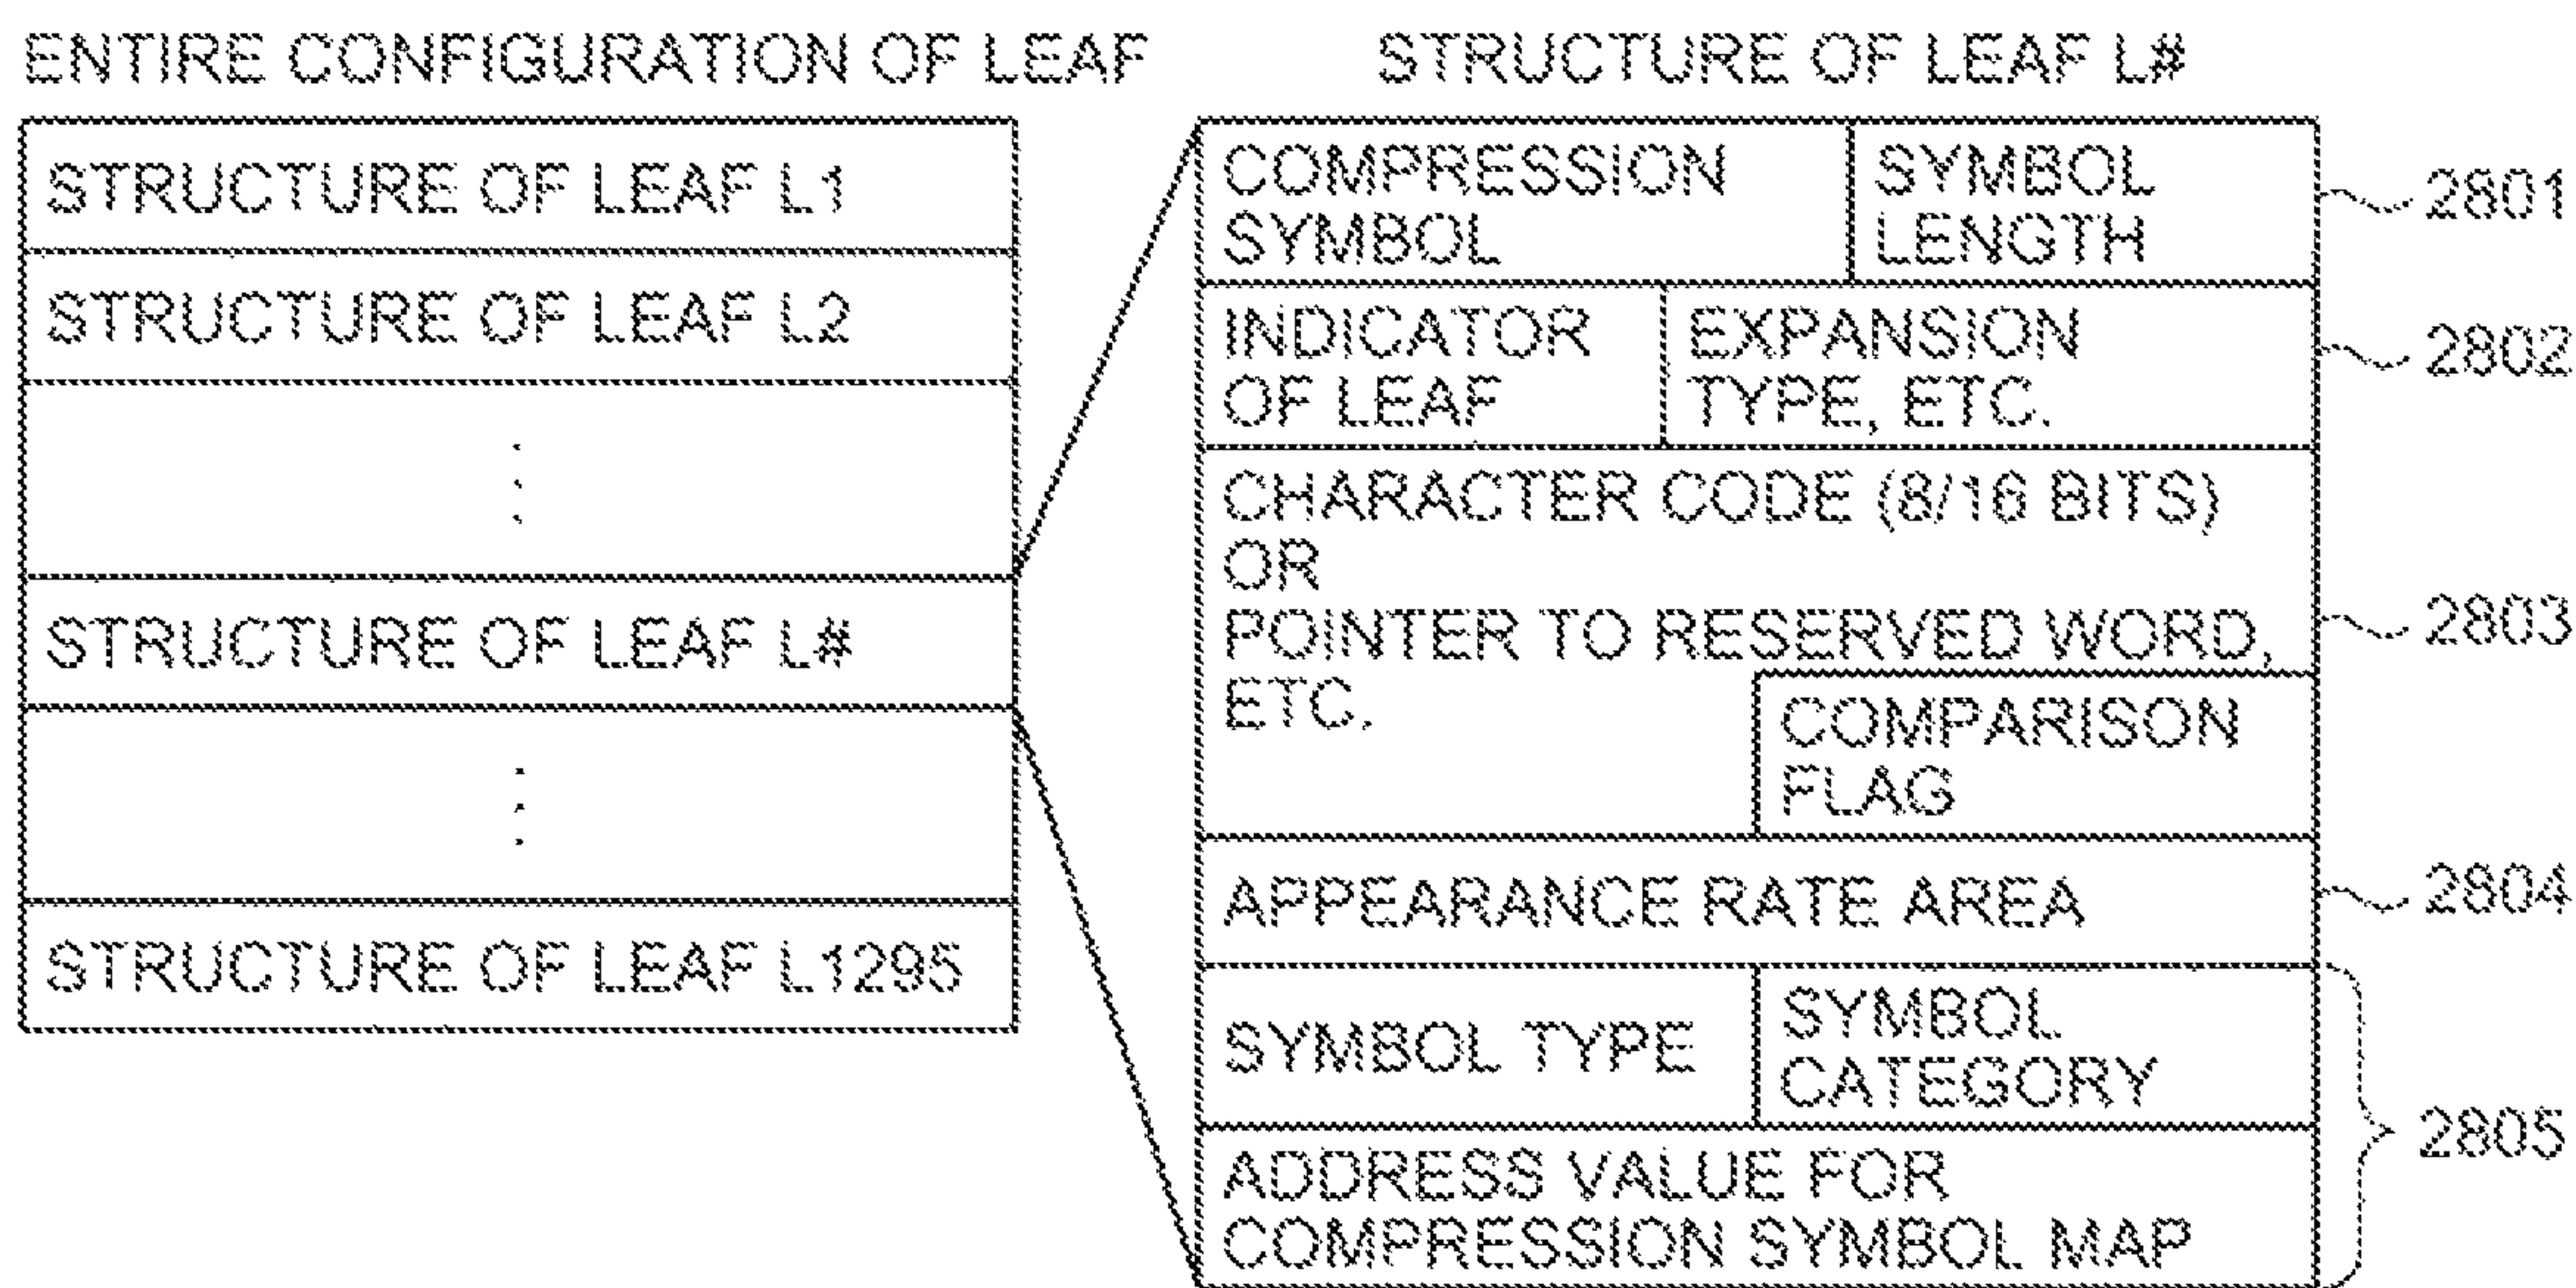 ENTIRE CONFIGURATION OF LEAF
STRUCTURE OF LEAF L1
STRUCTURE OF LEAF L2
STRUCTURE OF LEAF L#
STRUCTURE OF LEAF L1295
STRUCTURE OF LEAF L#
COMPRESSION
SYMBOL
SYMBOL
LENGTH
2801
INDICATOR
OF LEAF
EXPANSION
TYPE, ETC.
2802
CHARACTER CODE (8/16 BITS)
OR
POINTER TO RESERVED WORD,
ETC.
2803
COMPARISON
FLAG
APPEARANCE RATE AREA
2804
SYMBOL TYPE
SYMBOL
CATEGORY
ADDRESS VALUE FOR
COMPRESSION SYMBOL MAP
2805